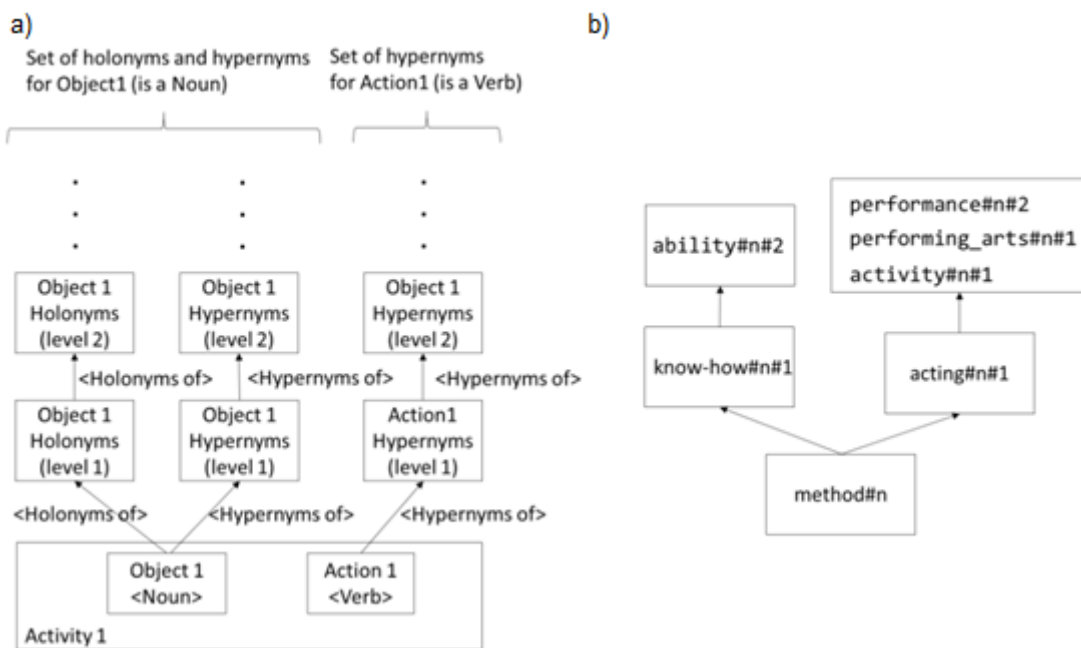 a)
Set of holonyms and hypernyms
for Object1 (is a Noun)
Set of hypernyms
for Action1 (is a Verb)
Object 1
Holonyms
(level 2)
Object 1
Hypernyms
(level 2)
Object 1
Hypernyms
(level 2)
<Holonyms of>
<Hypernyms of>
<Hypernyms of>
Object 1
Holonyms
(level 1)
Object 1
Hypernyms
(level 1)
Action1
Hypernyms
(level 1)
<Holonyms of>
<Hypernyms of>
<Hypernyms of>
Object 1
<Noun>
Action 1
<Verb>
Activity 1
b)
ability#n#2
performance#n#2
performing_arts#n#1
activity#n#1
know-how#n#1
acting#n#1
method#n